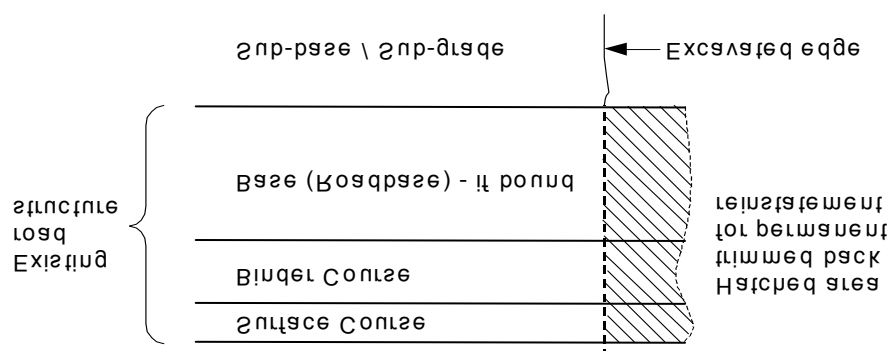 Surface Course
Binder Course
Base (Roadbase) - if bound
Sub-base / Sub-grade
Existing
road
structure
Hatched area
trimmed back
for permanent
reinstatement
Excavated edge